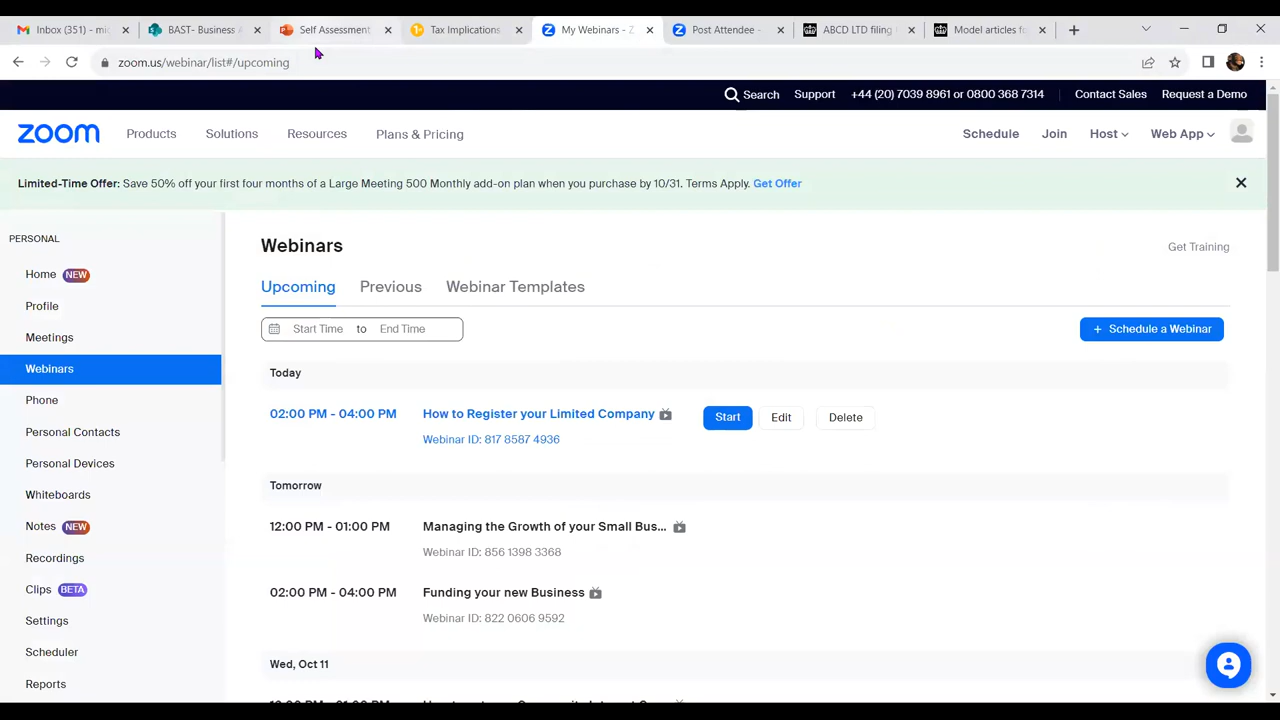 Inbox (351) - mi
BAST- Business A
Self Assessment
Tax Implications
My Webinars - Z
Post Attendee -
ABCD LTD filing
Model articles fo
zoom.us/webinar/list#/upcoming
Search Support +44 (20) 7039 8961 or 0800 368 7314 Contact Sales Request a Demo
zoom Products Solutions Resources Plans & Pricing Schedule Join Host Web App
Limited-Time Offer: Save 50% off your first four months of a Large Meeting 500 Monthly add-on plan when you purchase by 10/31. Terms Apply. Get Offer
PERSONAL
Home NEW
Profile
Meetings
Webinars
Phone
Personal Contacts
Personal Devices
Whiteboards
Notes NEW
Recordings
Clips BETA
Settings
Scheduler
Reports
Webinars
Get Training
Upcoming Previous Webinar Templates
Start Time to End Time
+ Schedule a Webinar
Today
02:00 PM - 04:00 PM How to Register your Limited Company Start Edit Delete
Webinar ID: 817 8587 4936
Tomorrow
12:00 PM - 01:00 PM Managing the Growth of your Small Bus...
Webinar ID: 856 1398 3368
02:00 PM - 04:00 PM Funding your new Business
Webinar ID: 822 0606 9592
Wed, Oct 11